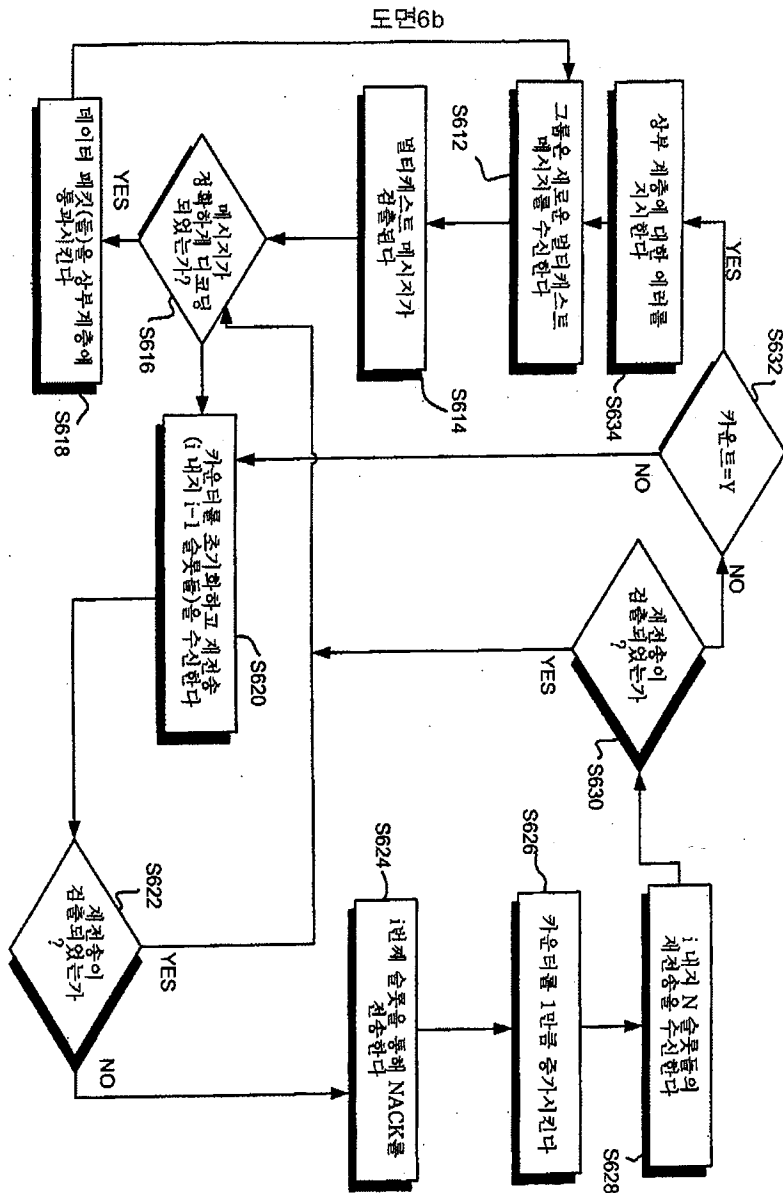 도면6b
상부 계층에 대한 에러를
지시한다
S634
그룹은 새로운 멀티캐스트
메시지를 수신한다
S612
멀티캐스트 메시지가
검출된다
S614
메시지가
정확하게 디코딩
되었는가?
S616
YES
데이터 패킷(들)을 상부계층에
통과시킨다
S618
카운트=Y
S632
YES
NO
카운터를 초기화하고 재전송
(i 내지 i-1 슬롯들)을 수신한다
S620
재전송이
검출되었는가
?
S622
YES
NO
i번째 슬롯을 통해 NACK를
전송한다
S624
카운터를 1만큼 증가시킨다
S626
i 내지 N 슬롯들의
재전송을 수신한다
S628
재전송이
검출되었는가
?
S630
YES
NO